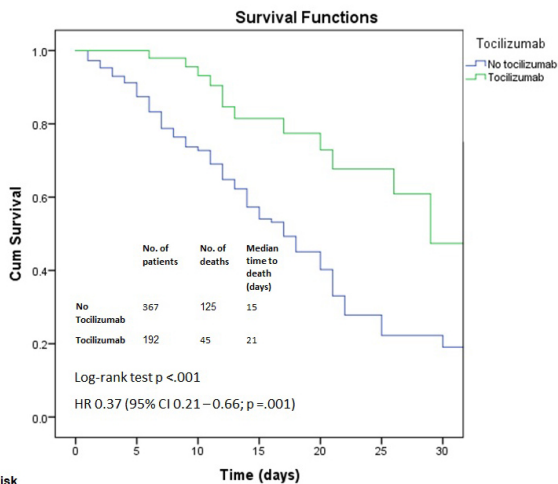 Survival Functions
Tocilizumab
No tocilizumab
Tocilizumab
1.0
0.8
0.6
0.4
0.2
0.0
Cum Survival
No. of patients No. of deaths Median time to death (days)
No Tocilizumab 367 125 15
Tocilizumab 192 45 21
Log-rank test p <.001
HR 0.37 (95% CI 0.21 – 0.66; p =.001)
0 5 10 15 20 25 30
Time (days)
isk